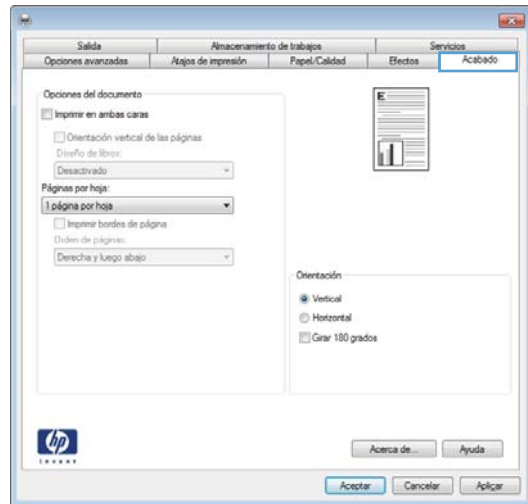 Salida Almacenamiento de trabajos Servicios
Opciones avanzadas Atajos de impresión Papel/Calidad Efectos Acabado
Opciones del documento
Imprimir en ambas caras
Orientación vertical de las páginas
Diseño de libros:
Desactivado
Páginas por hoja:
1 página por hoja
Imprimir bordes de página
Orden de páginas:
Derecha y luego abajo
E
Orientación
Vertical
Horizontal
Girar 180 grados
hp
invent
Acerca de... Ayuda
Aceptar Cancelar Aplicar